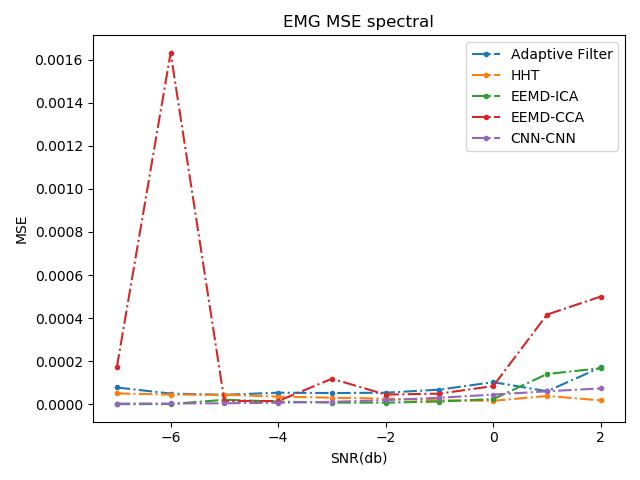 EMG MSE spectral
Adaptive Filter
HHT
EEMD-ICA
EEMD-CCA
CNN-CNN
0.0016
0.0014
0.0012
0.0010
0.0008
0.0006
0.0004
0.0002
0.0000
MSE
−6
−4
−2
0
2
SNR(db)